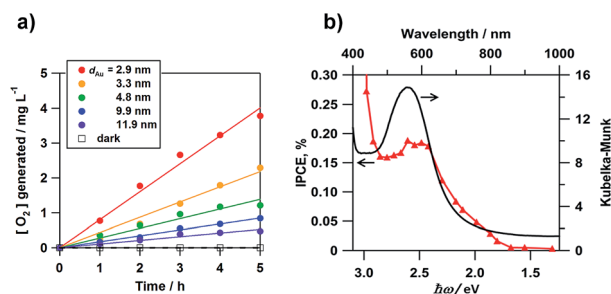 a)
[ O₂ ] generated / mg L⁻¹
5
4
3
2
1
0
d_Au = 2.9 nm
3.3 nm
4.8 nm
9.9 nm
11.9 nm
dark
0 1 2 3 4 5
Time / h
b)
Wavelength / nm
400 600 800 1000
IPCE, %
0.30
0.25
0.20
0.15
0.10
0.05
0
16
12
8
4
0
Kubelka-Munk
3.0 2.5 2.0 1.5
ħω / eV